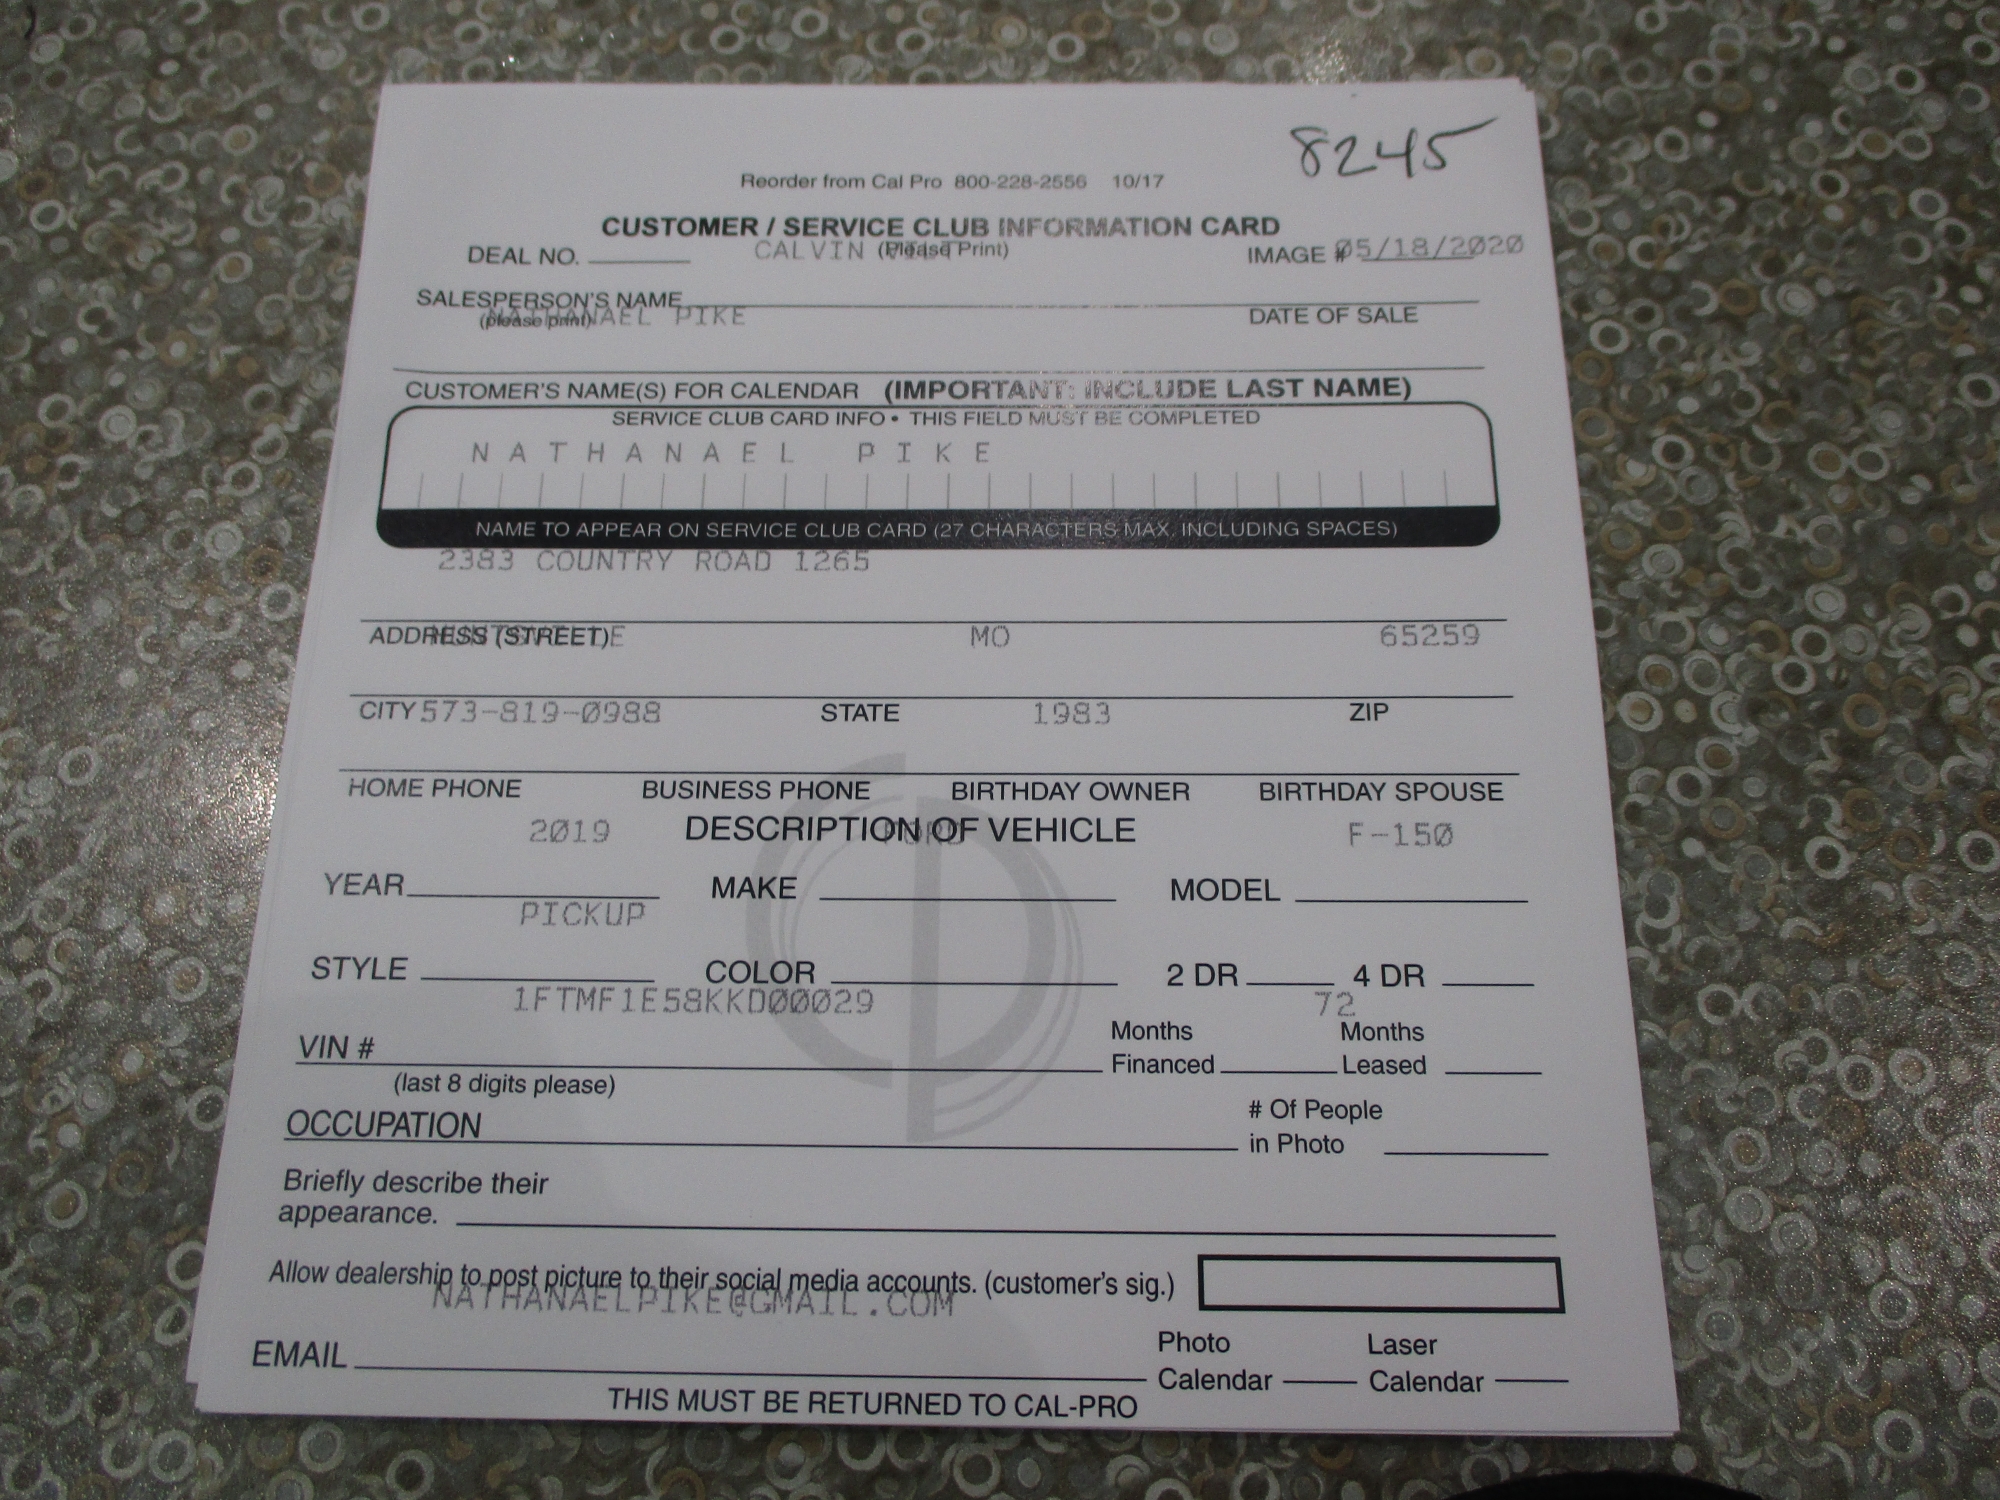 8245
Reorder from Cal Pro 800-228-2556 10/17
CUSTOMER / SERVICE CLUB INFORMATION CARD
DEAL NO. CALVIN (Please Print) IMAGE # 05/18/2020
SALESPERSON'S NAME
(please print) NATHANAEL PIKE DATE OF SALE
CUSTOMER'S NAME(S) FOR CALENDAR (IMPORTANT: INCLUDE LAST NAME)
SERVICE CLUB CARD INFO • THIS FIELD MUST BE COMPLETED
NATHANAEL PIKE
NAME TO APPEAR ON SERVICE CLUB CARD (27 CHARACTERS MAX. INCLUDING SPACES)
2383 COUNTRY ROAD 1265
ADDRESS (STREET) HUNTSVILLE MO 65259
CITY 573-819-0988 STATE 1983 ZIP
HOME PHONE BUSINESS PHONE BIRTHDAY OWNER BIRTHDAY SPOUSE
2019 DESCRIPTION OF VEHICLE FORD F-150
YEAR MAKE MODEL
PICKUP
STYLE COLOR 2 DR 4 DR
1FTMF1E58KKD00029 72
VIN # Months Financed Months Leased
(last 8 digits please)
OCCUPATION # Of People in Photo
Briefly describe their
appearance.
Allow dealership to post picture to their social media accounts. (customer's sig.)
NATHANAELPIKE@GMAIL.COM
EMAIL Photo Calendar Laser Calendar
THIS MUST BE RETURNED TO CAL-PRO